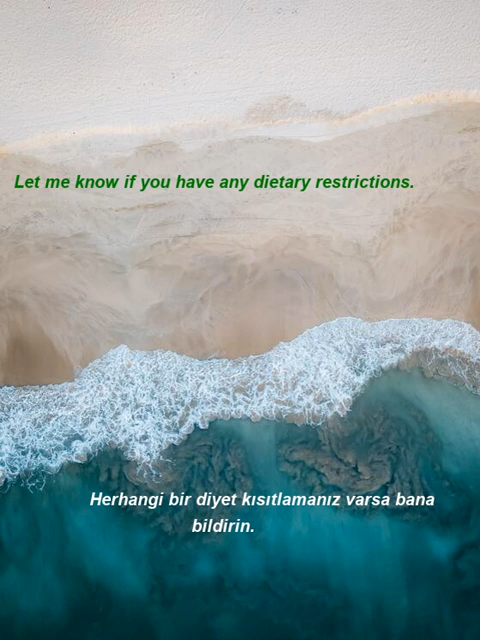 Let me know if you have any dietary restrictions.
Herhangi bir diyet kısıtlamanız varsa bana
bildirin.